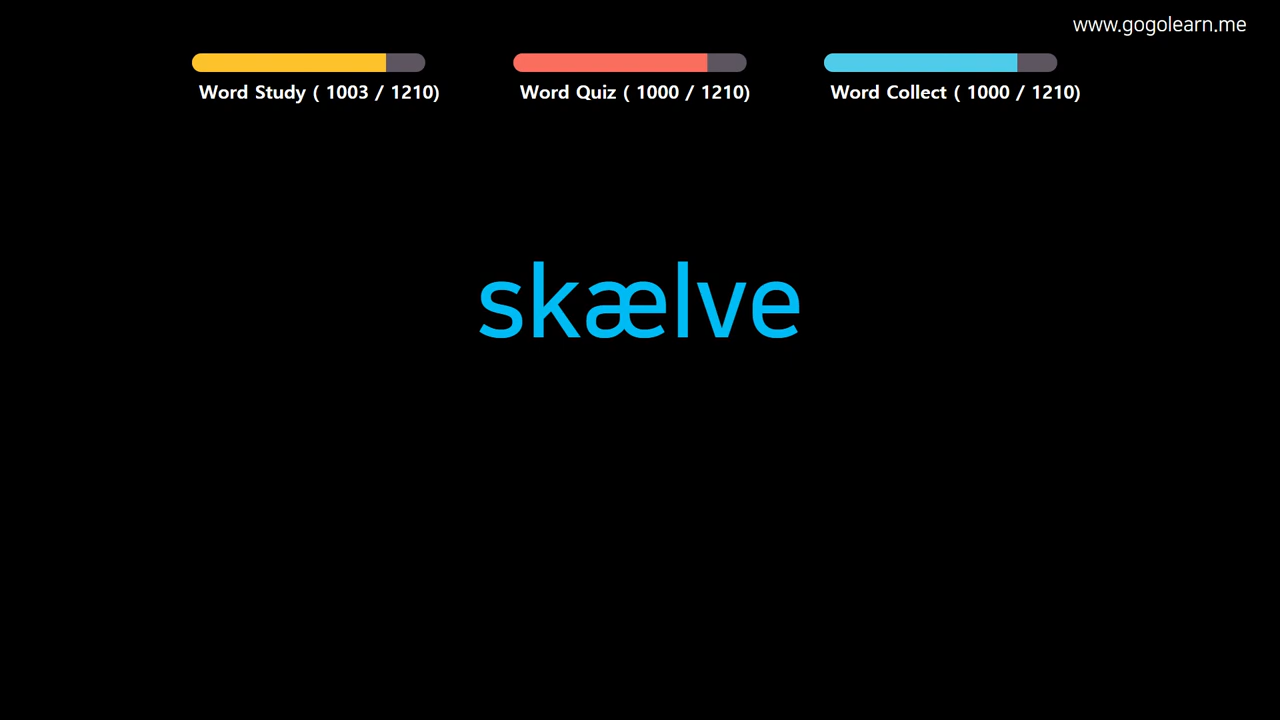 www.gogolearn.me
Word Study ( 1003 / 1210)
Word Quiz ( 1000 / 1210)
Word Collect ( 1000 / 1210)
skælve